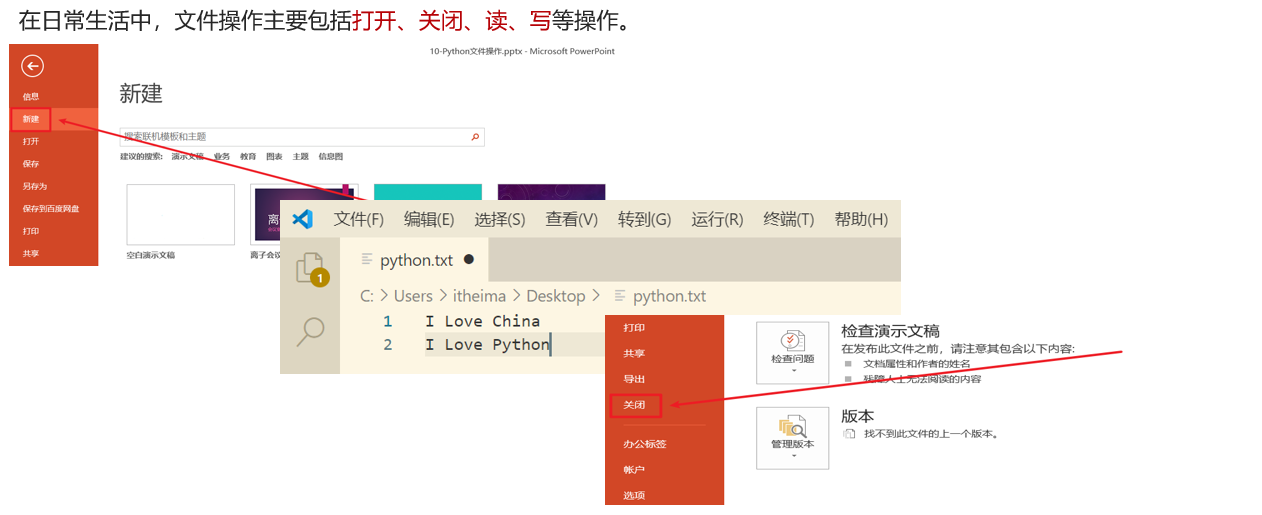 在日常生活中，文件操作主要包括打开、关闭、读、写等操作。
10-Python文件操作.pptx - Microsoft PowerPoint
信息
新建
打开
保存
另存为
保存到百度网盘
打印
共享
新建
搜索联机模板和主题
建议的搜索: 演示文稿 业务 教育 图表 主题 信息图
离
空白演示文稿
离子会议
文件(F) 编辑(E) 选择(S) 查看(V) 转到(G) 运行(R) 终端(T) 帮助(H)
1
python.txt
C: Users itheima Desktop python.txt
1 I Love China
2 I Love Python
打印
共享
导出
关闭
办公标签
帐户
选项
检查问题
检查演示文稿
在发布此文件之前，请注意其包含以下内容:
文档属性和作者的姓名
残障人士无法阅读的内容
管理版本
版本
找不到此文件的上一个版本。